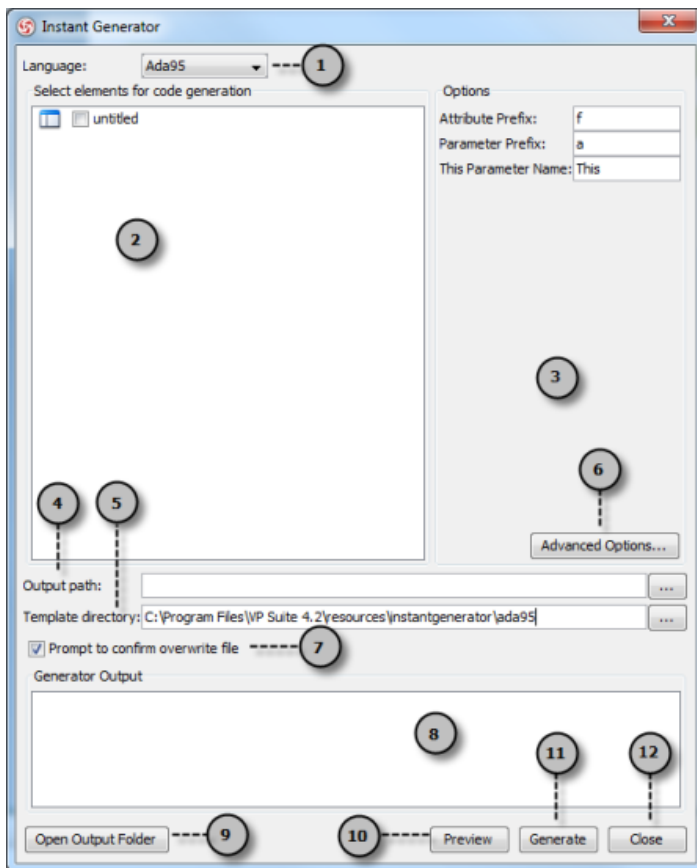 Instant Generator
Language: Ada95 1
Select elements for code generation
untitled
2
Options
Attribute Prefix: f
Parameter Prefix: a
This Parameter Name: This
3
6
Advanced Options...
4 5
Output path: ...
Template directory: C:\Program Files\VP Suite 4.2\resources\instantgenerator\ada95 ...
Prompt to confirm overwrite file 7
Generator Output
8
11 12
Open Output Folder 9 10 Preview Generate Close